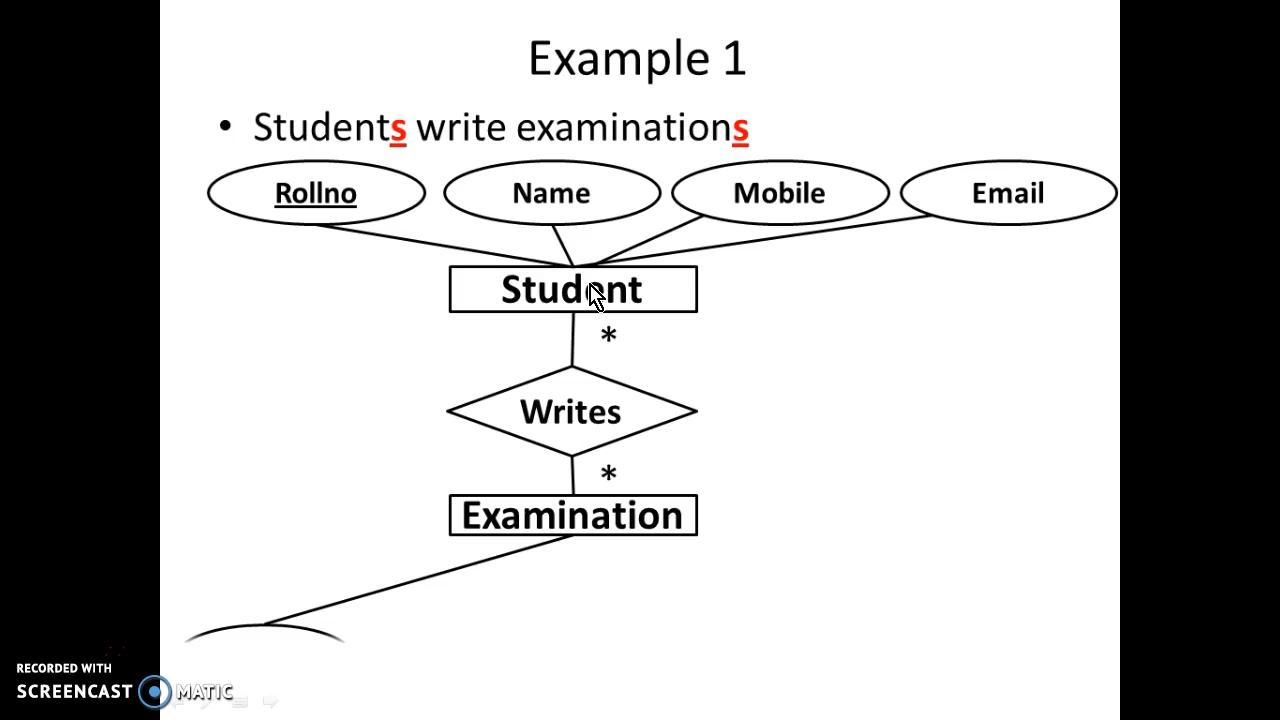 Example 1
• Students write examinations
Rollno Name Mobile Email
Student
*
Writes
*
Examination
RECORDED WITH
SCREENCAST MATIC